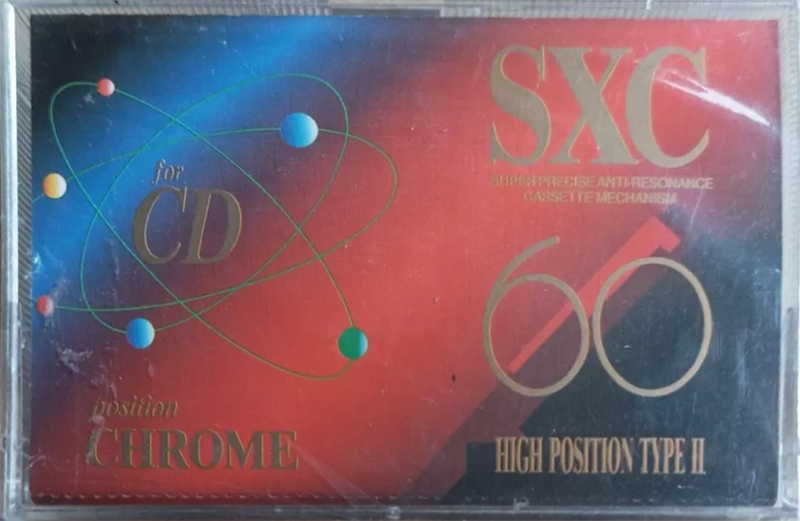 SXC
SUPER PRECISE ANTI-RESONANCE
CASSETTE MECHANISM
for
CD
60
position
CHROME
HIGH POSITION TYPE II